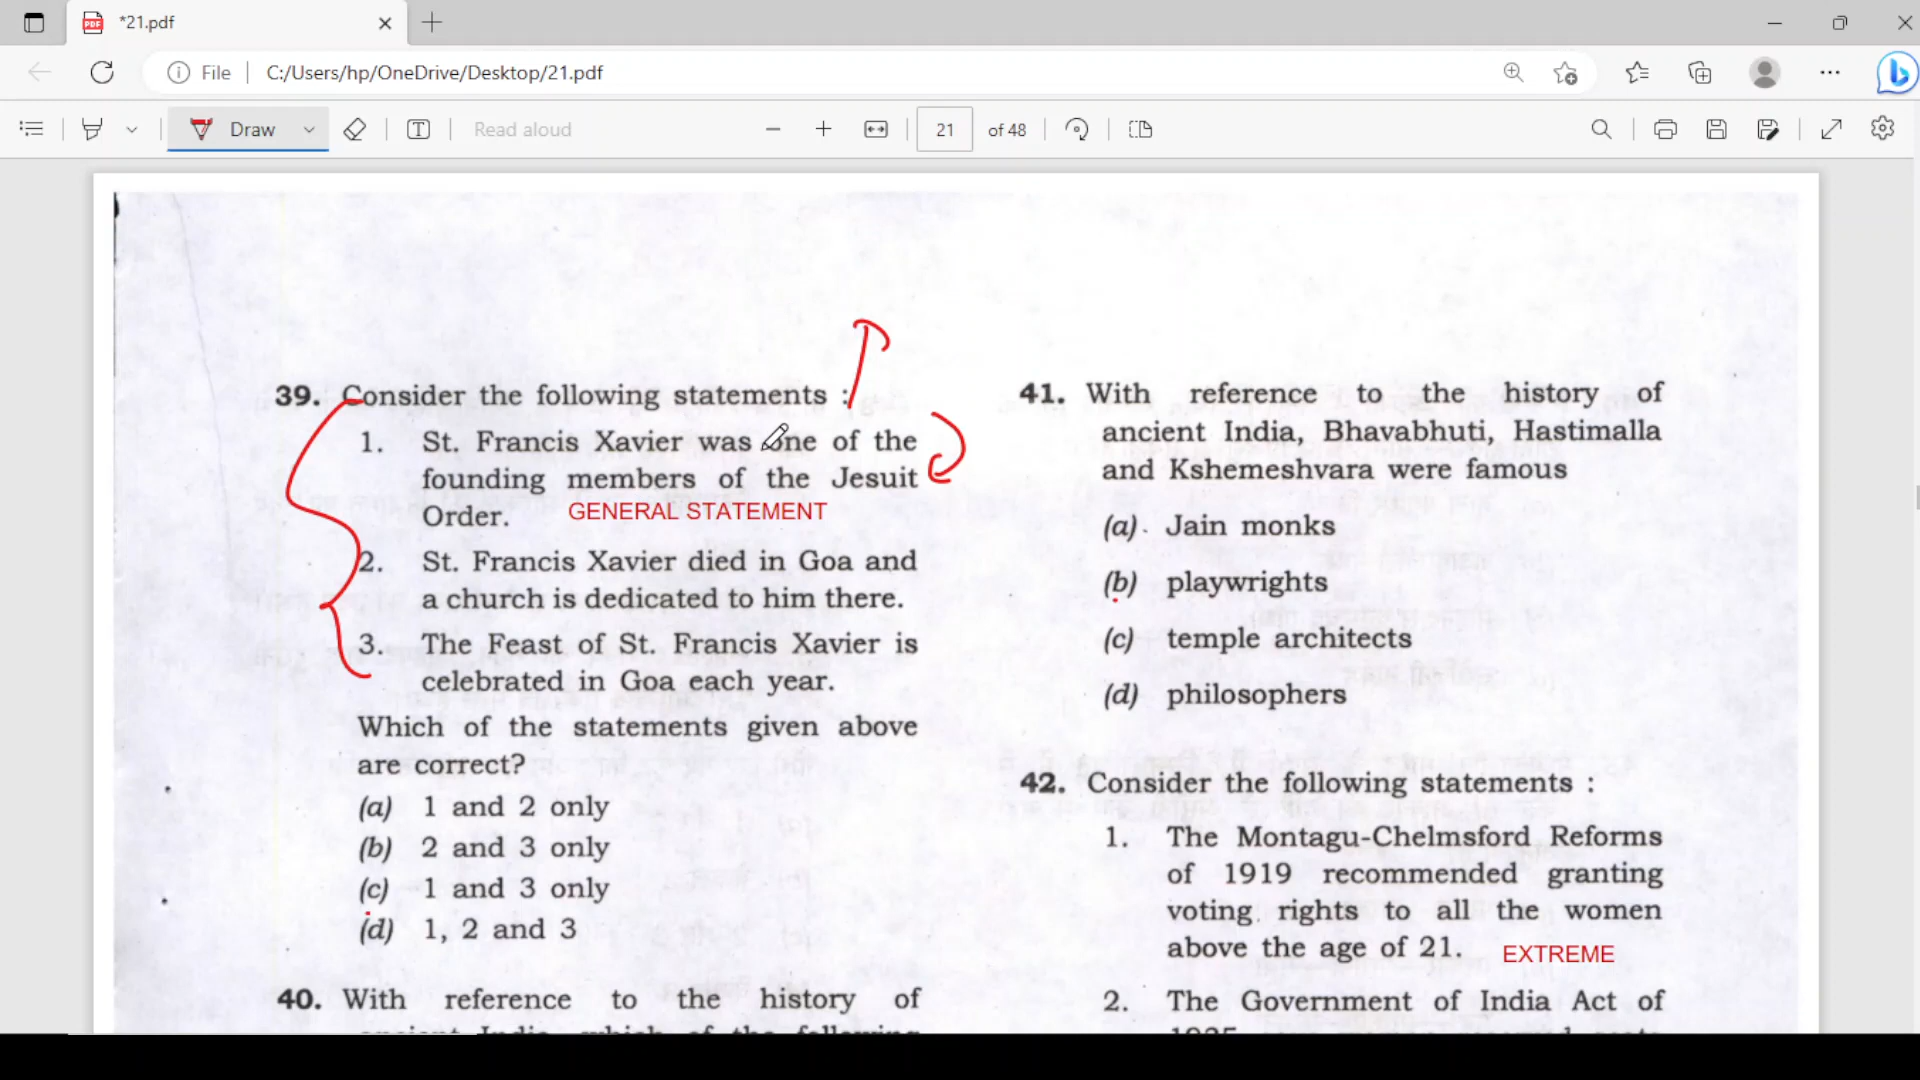 *21.pdf
File
C:/Users/hp/OneDrive/Desktop/21.pdf
Draw
Read aloud
21
of 48
39. Consider the following statements :
1. St. Francis Xavier was one of the
founding members of the Jesuit
Order.
GENERAL STATEMENT
2. St. Francis Xavier died in Goa and
a church is dedicated to him there.
3. The Feast of St. Francis Xavier is
celebrated in Goa each year.
Which of the statements given above
are correct?
(a) 1 and 2 only
(b) 2 and 3 only
(c) 1 and 3 only
(d) 1, 2 and 3
40. With reference to the history of
ancient India, which of the following
41. With reference to the history of
ancient India, Bhavabhuti, Hastimalla
and Kshemeshvara were famous
(a) Jain monks
(b) playwrights
(c) temple architects
(d) philosophers
42. Consider the following statements :
1. The Montagu-Chelmsford Reforms
of 1919 recommended granting
voting rights to all the women
above the age of 21.
EXTREME
2. The Government of India Act of